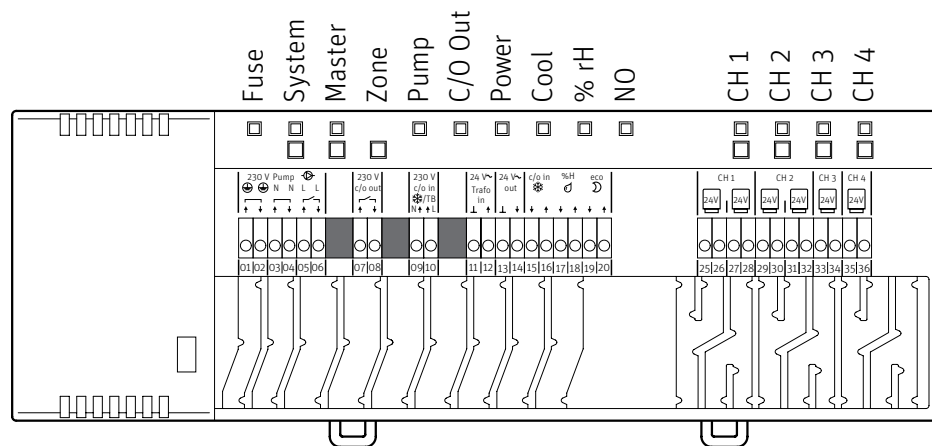 Fuse System Master Zone Pump C/O Out Power Cool % rH NO CH 1 CH 2 CH 3 CH 4
230 V Pump 230 V 230 V 24 V~ 24 V~ c/o in %H eco CH 1 CH 2 CH 3 CH 4
N N L L c/o out c/o in Trafo out
/TB in 24V 24V 24V 24V 24V 24V
N L
01 02 03 04 05 06 07 08 09 10 11 12 13 14 15 16 17 18 19 20 25 26 27 28 29 30 31 32 33 34 35 36